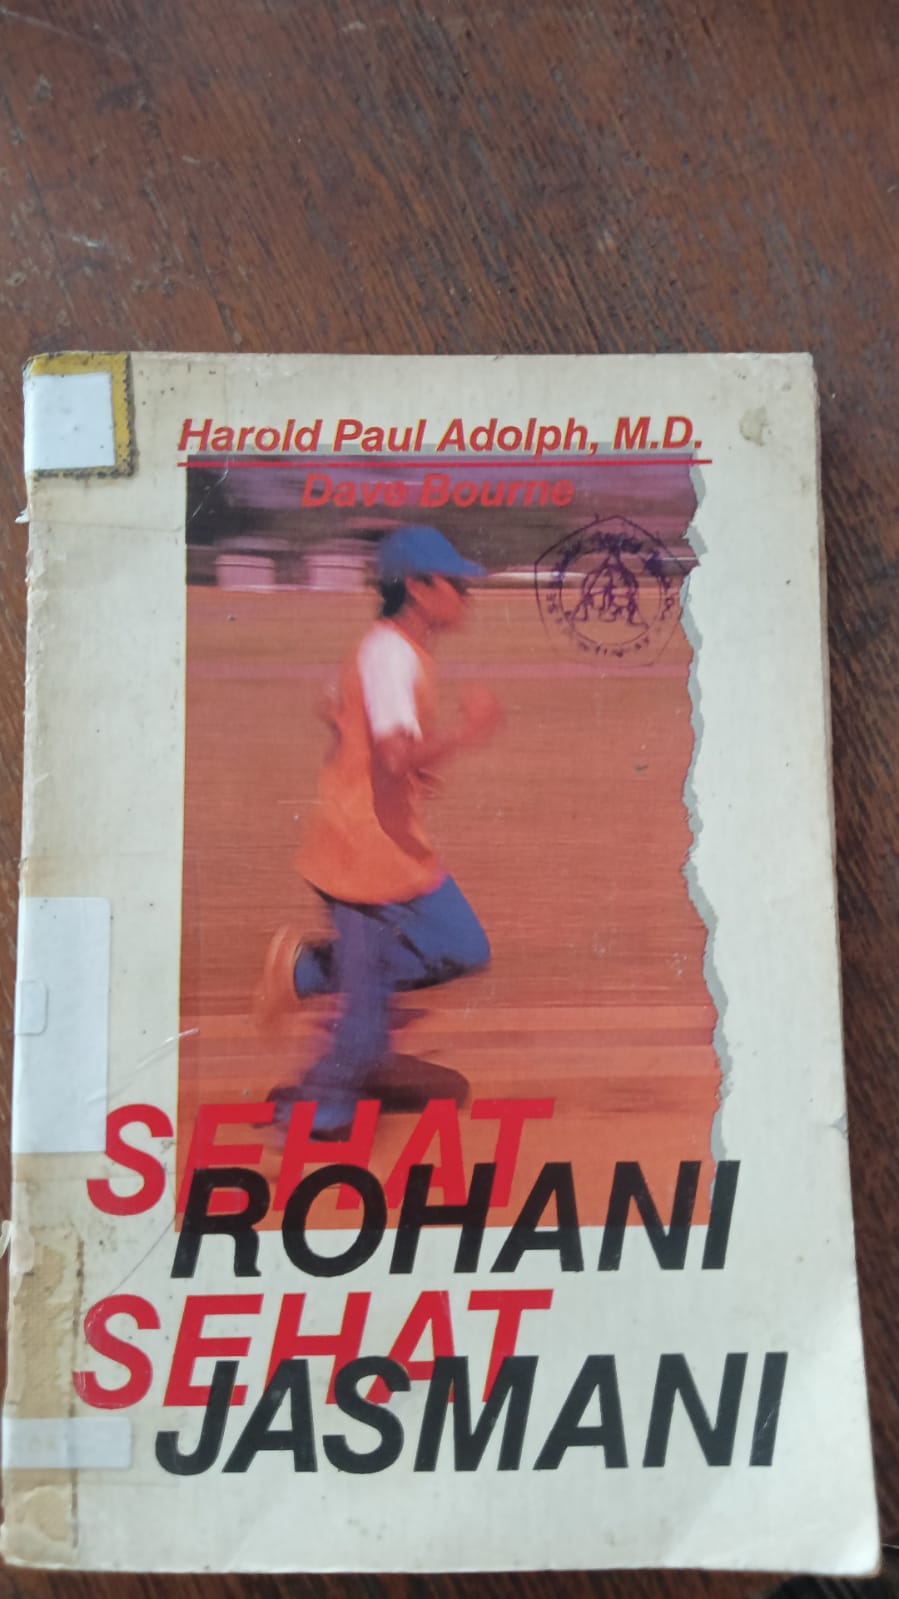 Harold Paul Adolph, M.D.
Dave Bourne
SEHAT
ROHANI
SEHAT
JASMANI